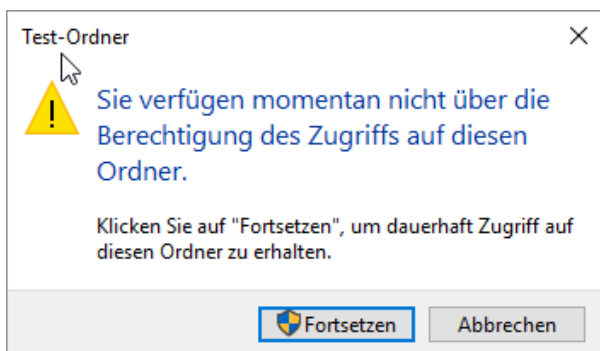 Test-Ordner
Sie verfügen momentan nicht über die
Berechtigung des Zugriffs auf diesen
Ordner.
Klicken Sie auf "Fortsetzen", um dauerhaft Zugriff auf
diesen Ordner zu erhalten.
Fortsetzen Abbrechen